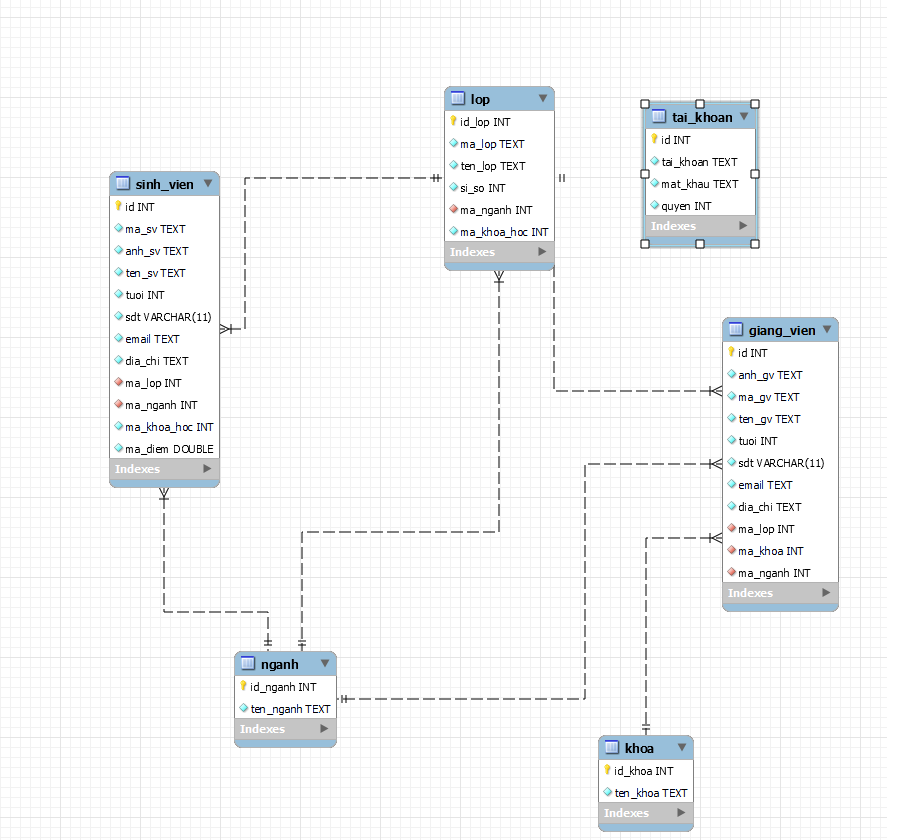 lop
id_lop INT
ma_lop TEXT
ten_lop TEXT
si_so INT
ma_nganh INT
ma_khoa_hoc INT
Indexes
tai_khoan
id INT
tai_khoan TEXT
mat_khau TEXT
quyen INT
Indexes
sinh_vien
id INT
ma_sv TEXT
anh_sv TEXT
ten_sv TEXT
tuoi INT
sdt VARCHAR(11)
email TEXT
dia_chi TEXT
ma_lop INT
ma_nganh INT
ma_khoa_hoc INT
ma_diem DOUBLE
Indexes
giang_vien
id INT
anh_gv TEXT
ma_gv TEXT
ten_gv TEXT
tuoi INT
sdt VARCHAR(11)
email TEXT
dia_chi TEXT
ma_lop INT
ma_khoa INT
ma_nganh INT
Indexes
nganh
id_nganh INT
ten_nganh TEXT
Indexes
khoa
id_khoa INT
ten_khoa TEXT
Indexes